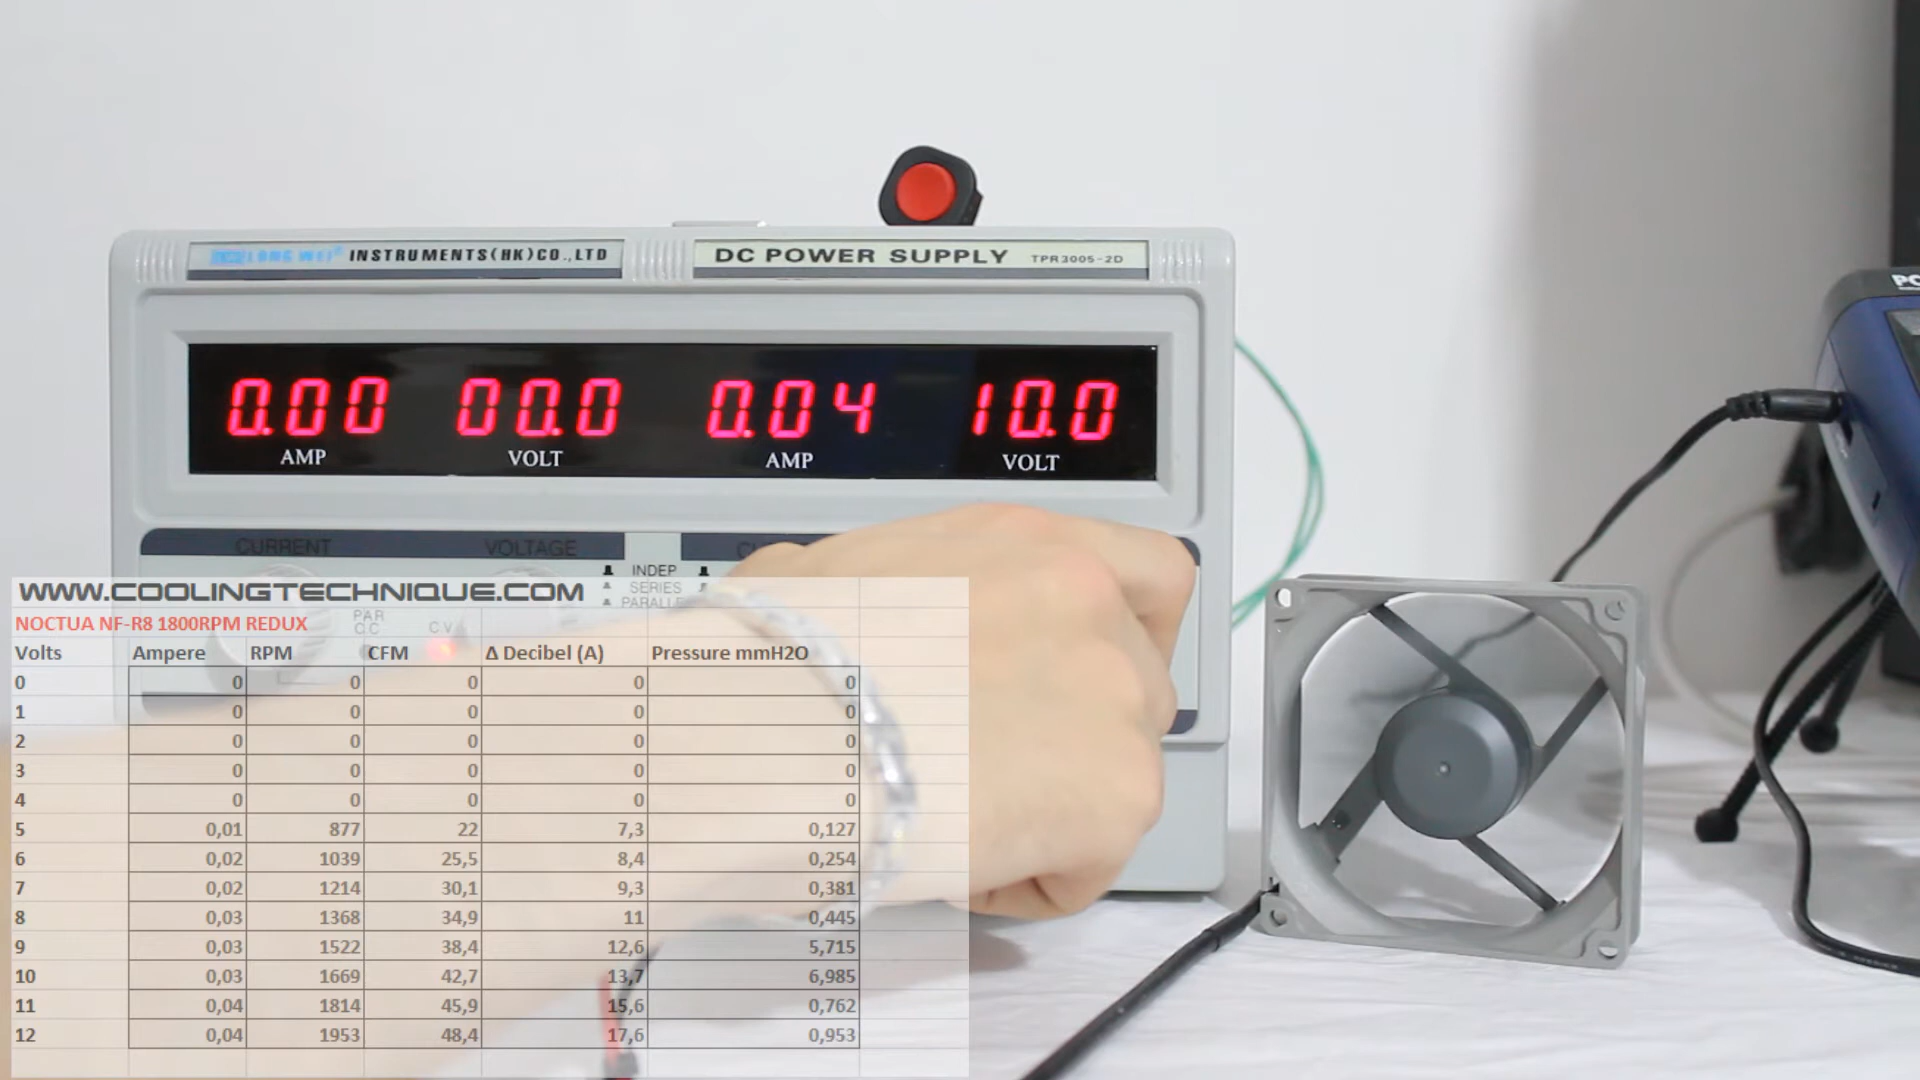 LONG WEI® INSTRUMENTS(HK)CO.,LTD
DC POWER SUPPLY TPR3005-2D
0.00 00.0 0.04 10.0
AMP VOLT AMP VOLT
PC
CURRENT VOLTAGE CU
INDEP
SERIES
PARALLE
WWW.COOLINGTECHNIQUE.COM
NOCTUA NF-R8 1800RPM REDUX
PAR
C.C C.V
Volts Ampere RPM CFM Δ Decibel (A) Pressure mmH2O
0 0 0 0 0 0
1 0 0 0 0 0
2 0 0 0 0 0
3 0 0 0 0 0
4 0 0 0 0 0
5 0,01 877 22 7,3 0,127
6 0,02 1039 25,5 8,4 0,254
7 0,02 1214 30,1 9,3 0,381
8 0,03 1368 34,9 11 0,445
9 0,03 1522 38,4 12,6 5,715
10 0,03 1669 42,7 13,7 6,985
11 0,04 1814 45,9 15,6 0,762
12 0,04 1953 48,4 17,6 0,953